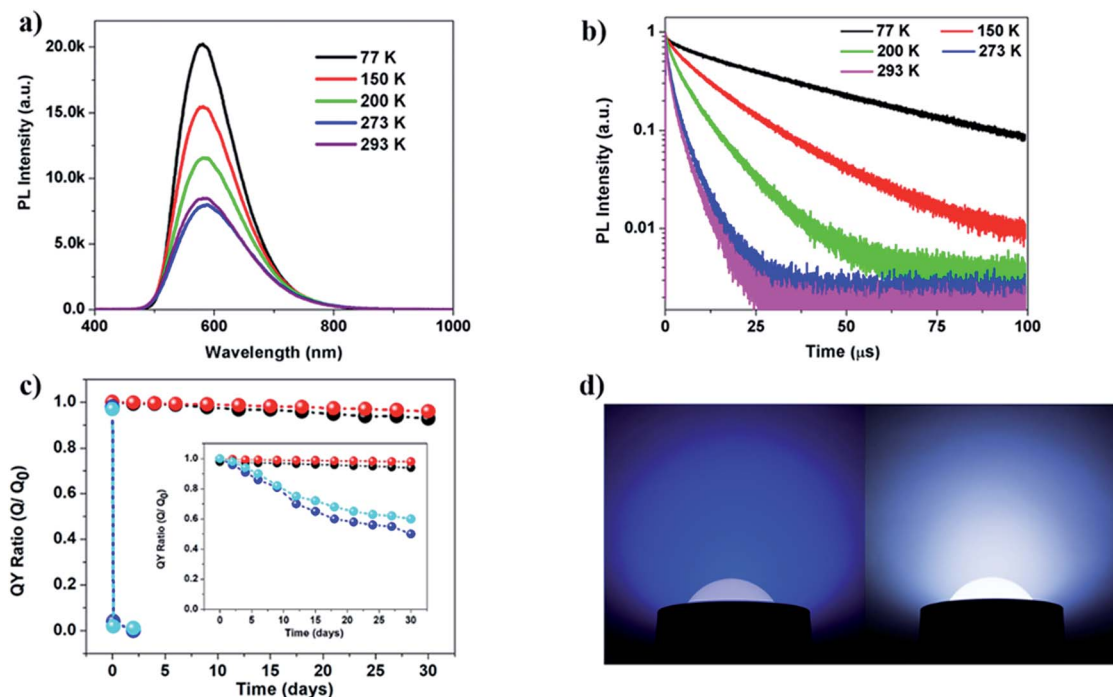 a)
20.0k
15.0k
10.0k
5.0k
0.0
PL Intensity (a.u.)
77 K
150 K
200 K
273 K
293 K
400 600 800 1000
Wavelength (nm)
b)
1
0.1
0.01
PL Intensity (a.u.)
77 K 150 K
200 K 273 K
293 K
0 25 50 75 100
Time (μs)
c)
1.0
0.8
0.6
0.4
0.2
0.0
QY Ratio (Q/ Q0)
1.0
0.8
0.6
0.4
0.2
0.0
QY Ratio (Q/ Q0)
0 5 10 15 20 25 30
Time (days)
0 5 10 15 20 25 30
Time (days)
d)